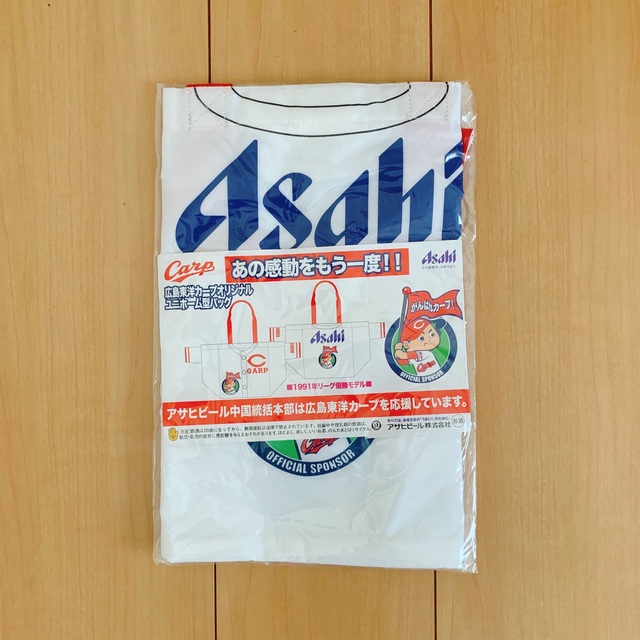 Asahi
Carp
あの感動をもう一度!!
Asahi
広島東洋カープオリジナル
ユニホーム型バッグ
がんばれカープ!
Asahi
C
CARP
Carp
OFFICIAL SPONSOR
■1991年リーグ優勝モデル■
アサヒビール中国統括本部は広島東洋カープを応援しています。
アサヒビール株式会社
お酒
OFFICIAL SPONSOR